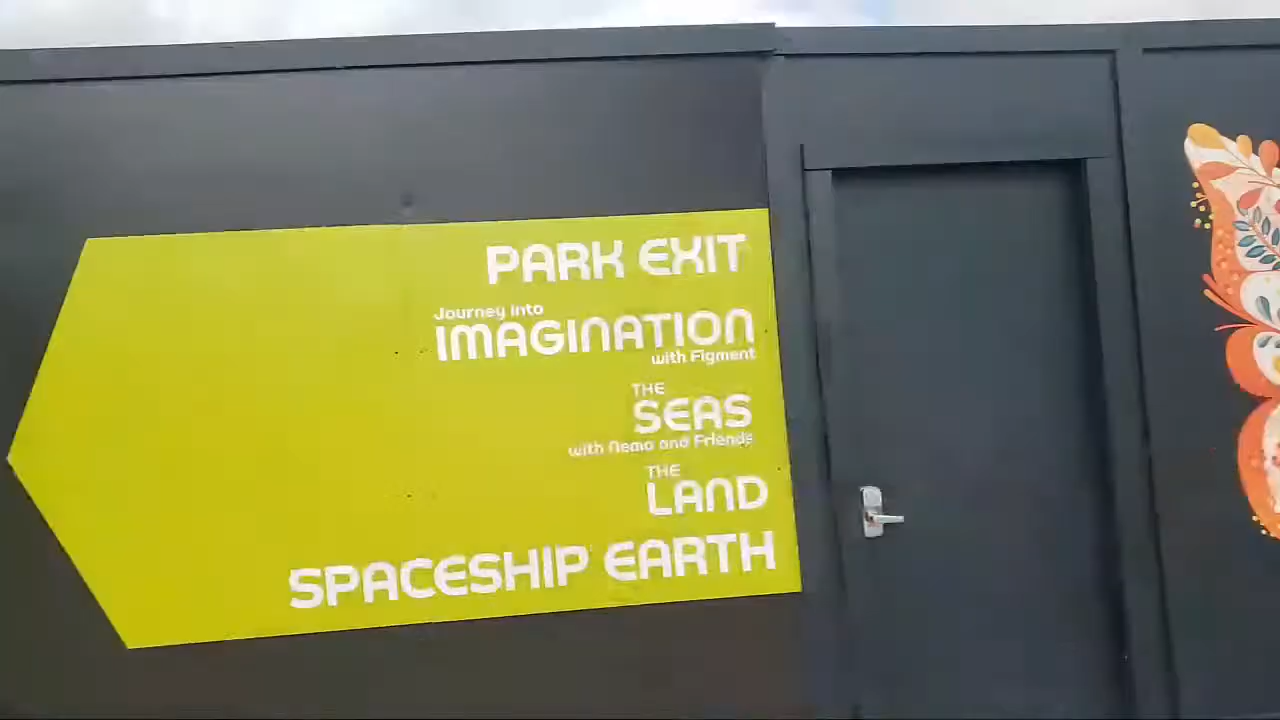 PARK EXIT
Journey into
IMAGINATION
with Figment
THE
SEAS
with Nemo and Friends
THE
LAND
SPACESHIP EARTH